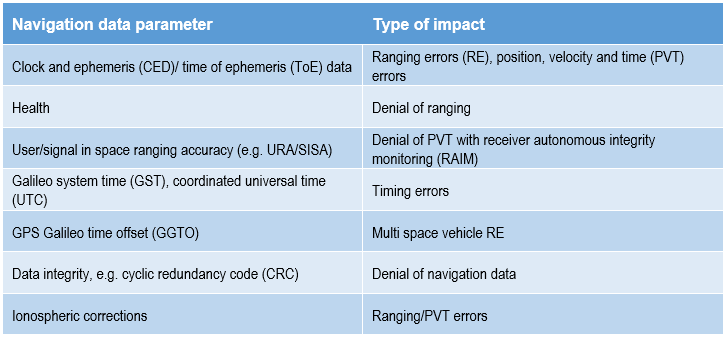 Navigation data parameter
Type of impact
Clock and ephemeris (CED)/ time of ephemeris (ToE) data
Ranging errors (RE), position, velocity and time (PVT)
errors
Health
Denial of ranging
User/signal in space ranging accuracy (e.g. URA/SISA)
Denial of PVT with receiver autonomous integrity
monitoring (RAIM)
Galileo system time (GST), coordinated universal time
(UTC)
Timing errors
GPS Galileo time offset (GGTO)
Multi space vehicle RE
Data integrity, e.g. cyclic redundancy code (CRC)
Denial of navigation data
Ionospheric corrections
Ranging/PVT errors